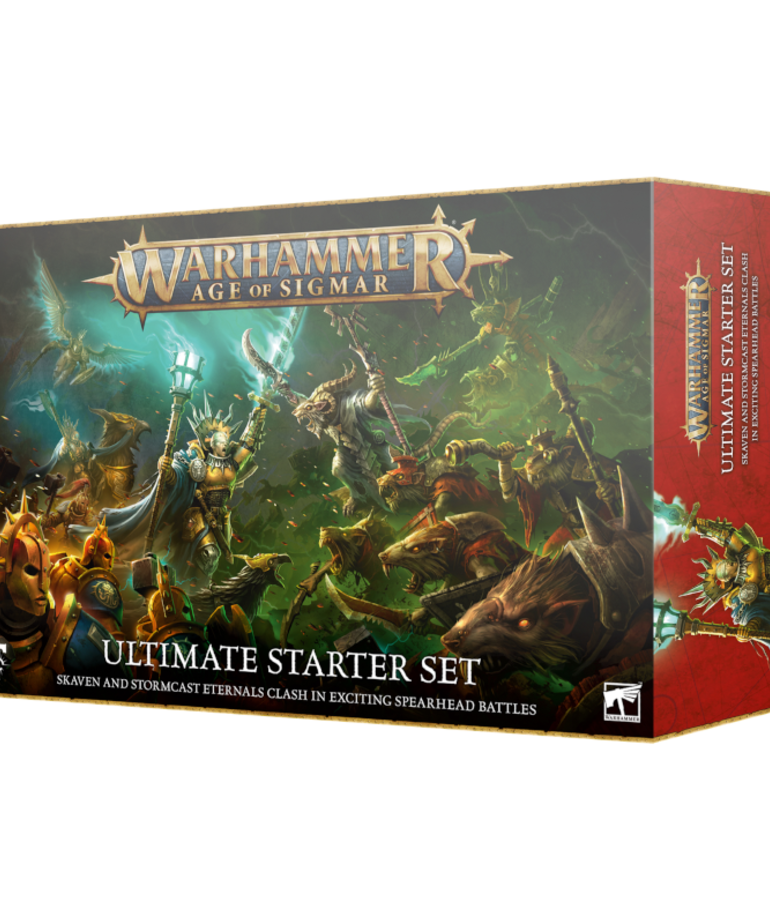 WARHAMMER
AGE OF SIGMAR
ULTIMATE STARTER SET
SKAVEN AND STORMCAST ETERNALS CLASH IN EXCITING SPEARHEAD BATTLES
WARHAMMER
WARHAMMER
AGE OF SIGMAR
ULTIMATE STARTER SET
SKAVEN AND STORMCAST ETERNALS CLASH
IN EXCITING SPEARHEAD BATTLES